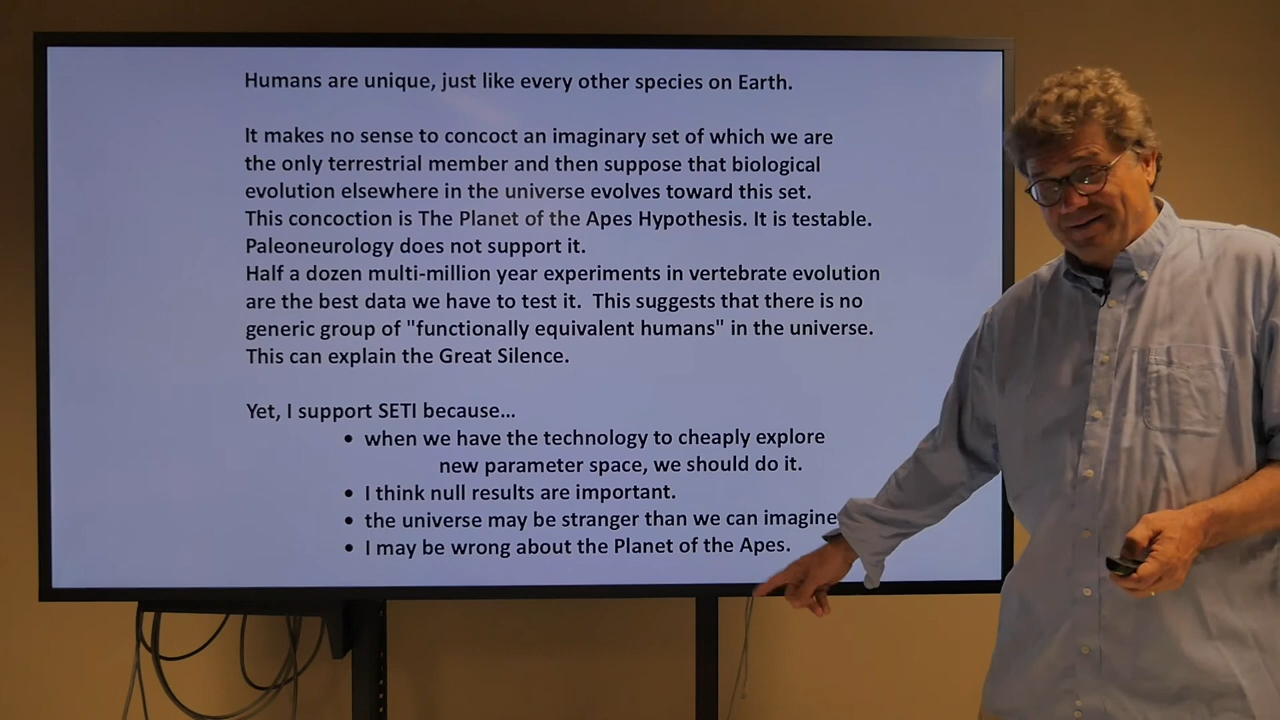 Humans are unique, just like every other species on Earth.
It makes no sense to concoct an imaginary set of which we are
the only terrestrial member and then suppose that biological
evolution elsewhere in the universe evolves toward this set.
This concoction is The Planet of the Apes Hypothesis. It is testable.
Paleoneurology does not support it.
Half a dozen multi-million year experiments in vertebrate evolution
are the best data we have to test it. This suggests that there is no
generic group of "functionally equivalent humans" in the universe.
This can explain the Great Silence.
Yet, I support SETI because...
• when we have the technology to cheaply explore
new parameter space, we should do it.
• I think null results are important.
• the universe may be stranger than we can imagine
• I may be wrong about the Planet of the Apes.